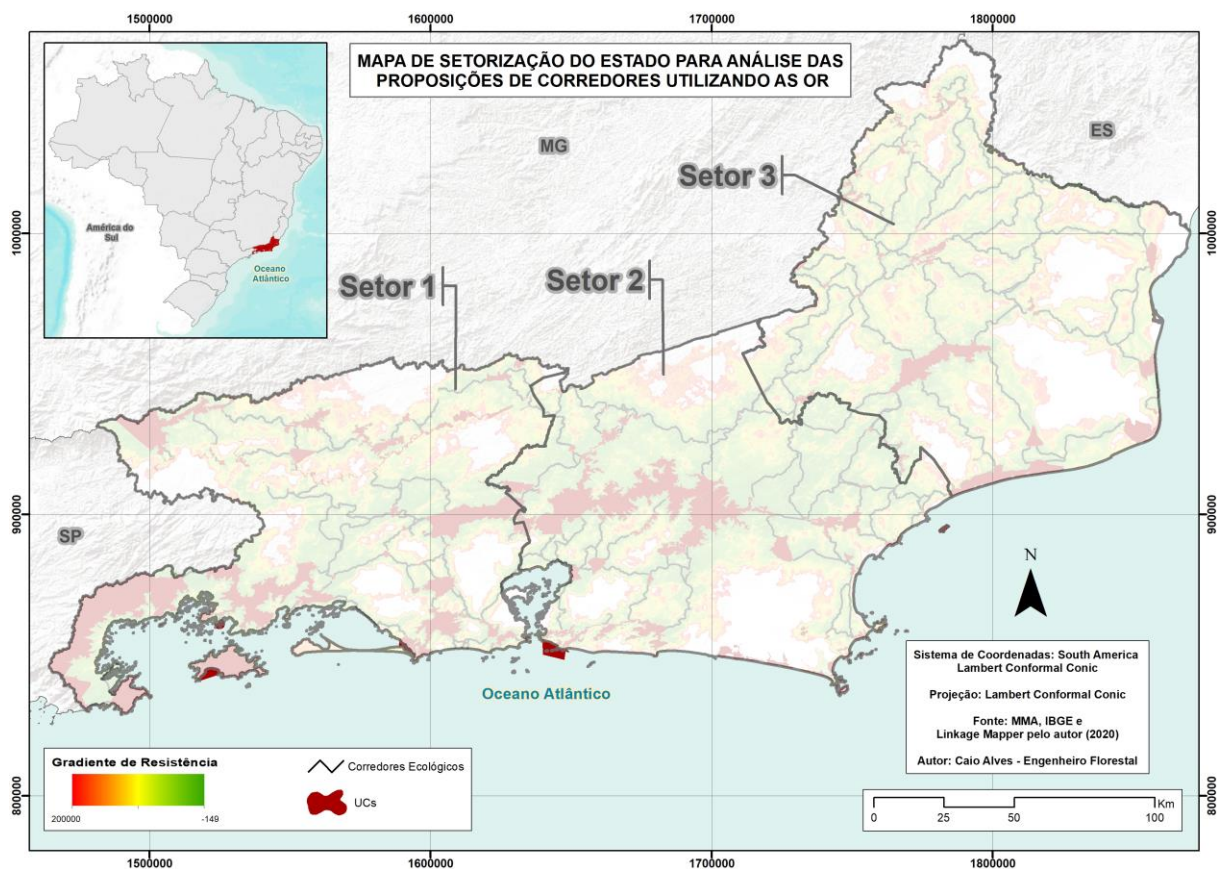 1500000 1600000 1700000 1800000
MAPA DE SETORIZAÇÃO DO ESTADO PARA ANÁLISE DAS
PROPOSIÇÕES DE CORREDORES UTILIZANDO AS OR
MG
ES
Setor 3
América do
Sul
Oceano
Atlântico
1000000
1000000
Setor 1
Setor 2
900000
900000
SP
N
Oceano Atlântico
Sistema de Coordenadas: South America
Lambert Conformal Conic
Projeção: Lambert Conformal Conic
Fonte: MMA, IBGE e
Linkage Mapper pelo autor (2020)
Autor: Caio Alves - Engenheiro Florestal
Gradiente de Resistência
200000 -149
Corredores Ecológicos
UCs
800000
800000
Km
0 25 50 100
1500000 1600000 1700000 1800000